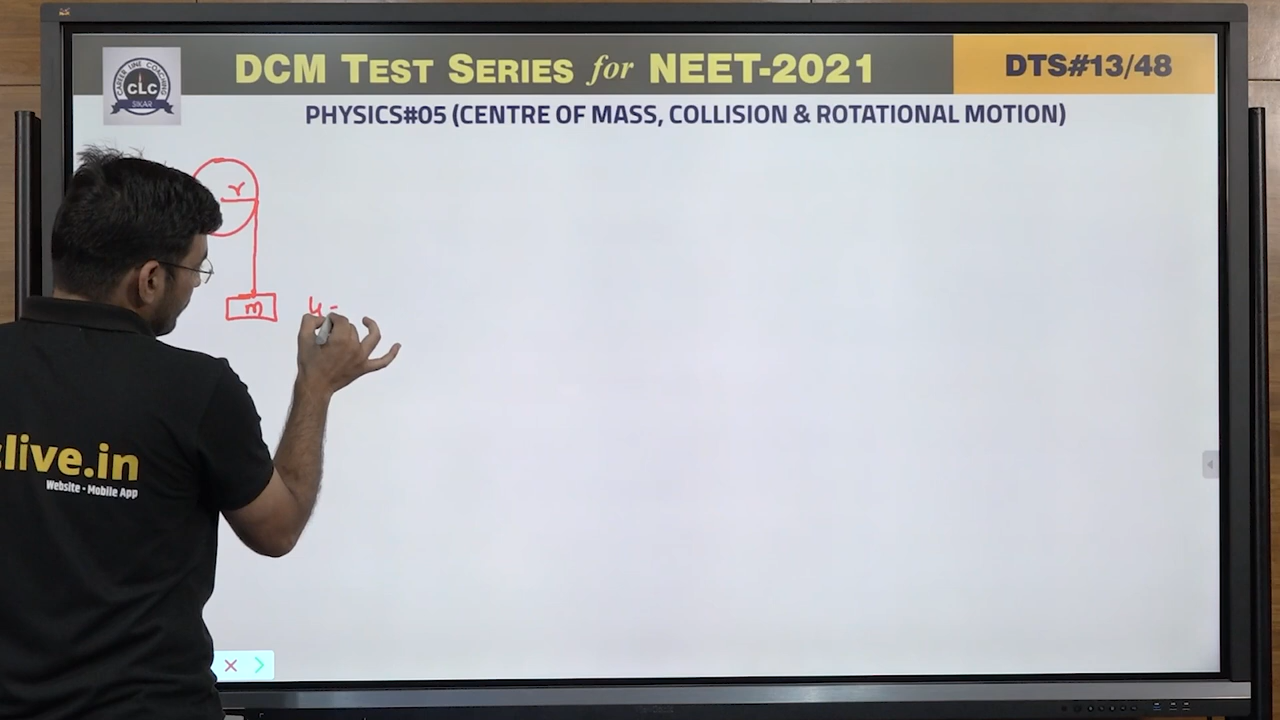 DCM TEST SERIES for NEET-2021
DTS#13/48
CAREER LINE COACHING
CLC
SIKAR
PHYSICS#05 (CENTRE OF MASS, COLLISION & ROTATIONAL MOTION)
r
m
u =
clive.in
Website - Mobile App